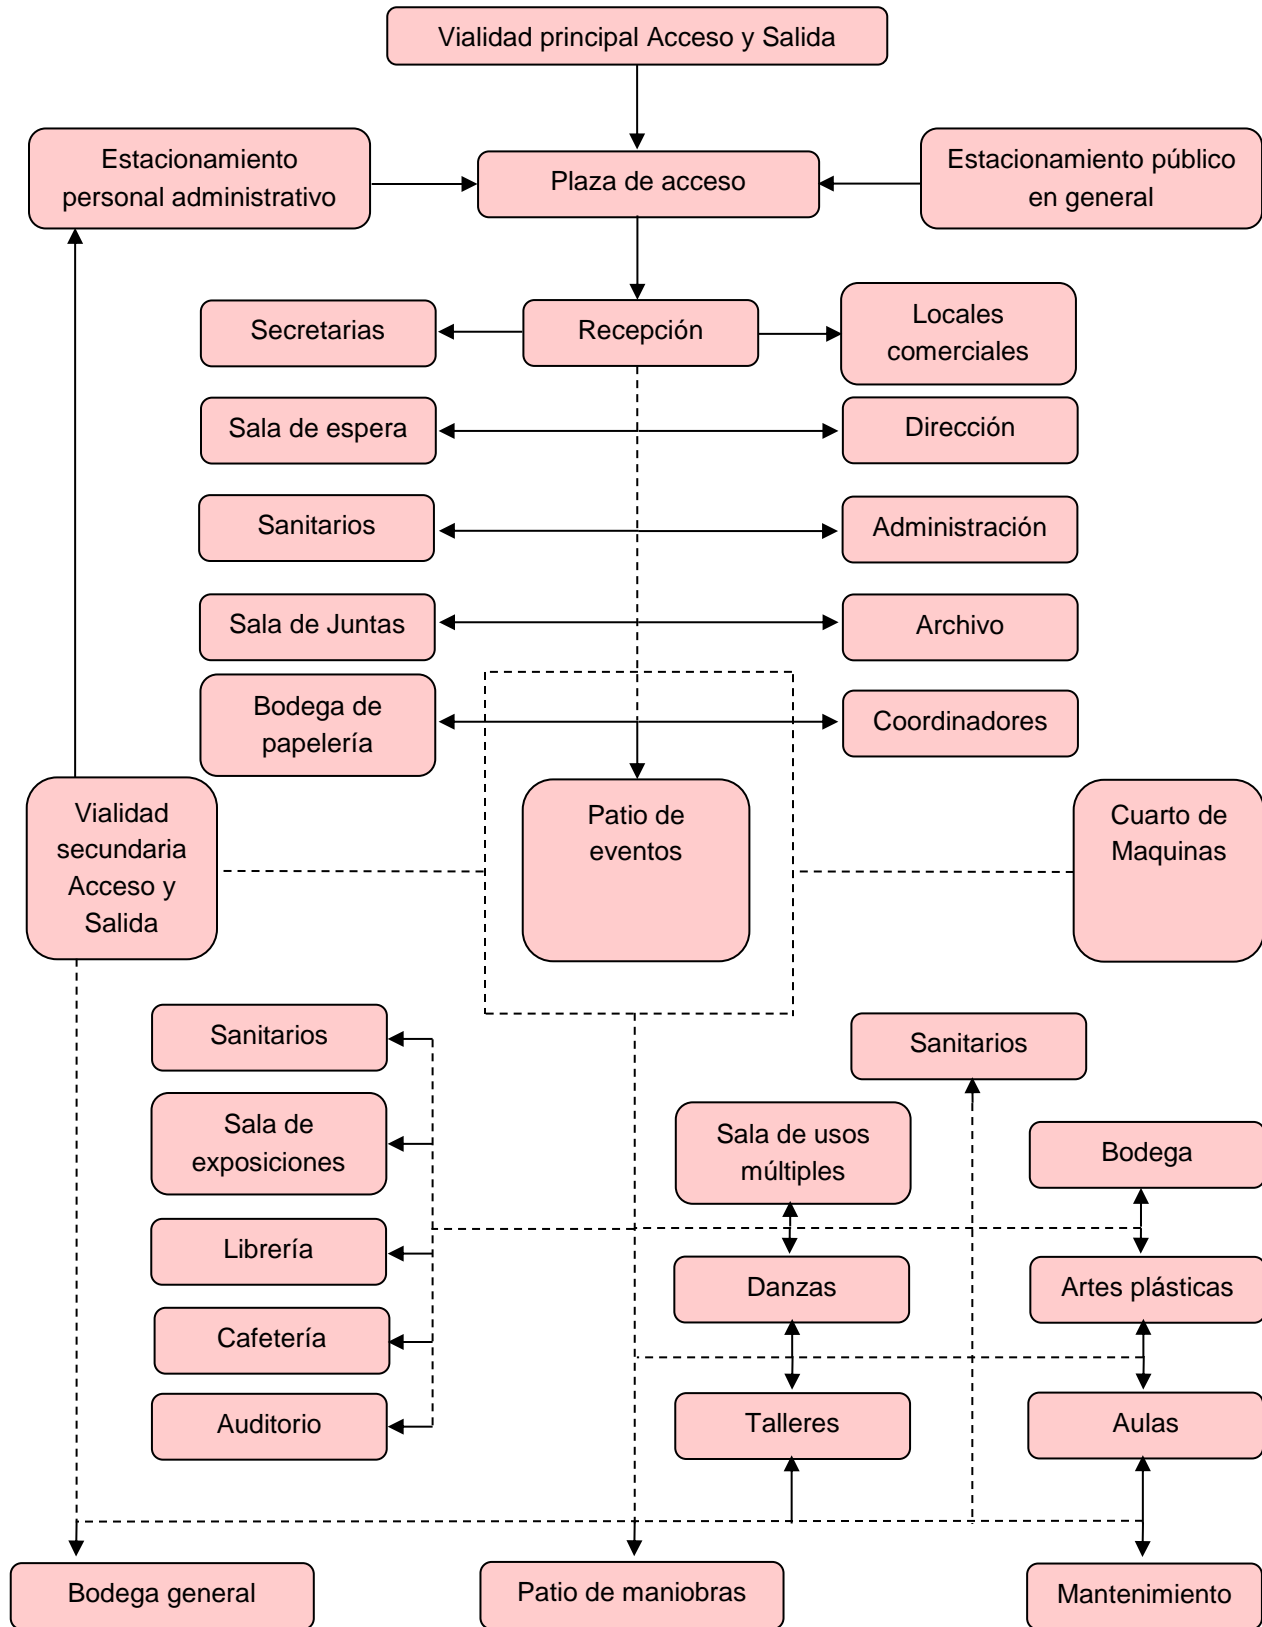 Vialidad principal Acceso y Salida
Estacionamiento
personal administrativo
Plaza de acceso
Estacionamiento público
en general
Secretarias
Recepción
Locales
comerciales
Sala de espera
Dirección
Sanitarios
Administración
Sala de Juntas
Archivo
Bodega de
papelería
Coordinadores
Vialidad
secundaria
Acceso y
Salida
Patio de
eventos
Cuarto de
Maquinas
Sanitarios
Sanitarios
Sala de
exposiciones
Sala de usos
múltiples
Bodega
Librería
Danzas
Artes plásticas
Cafetería
Auditorio
Talleres
Aulas
Bodega general
Patio de maniobras
Mantenimiento